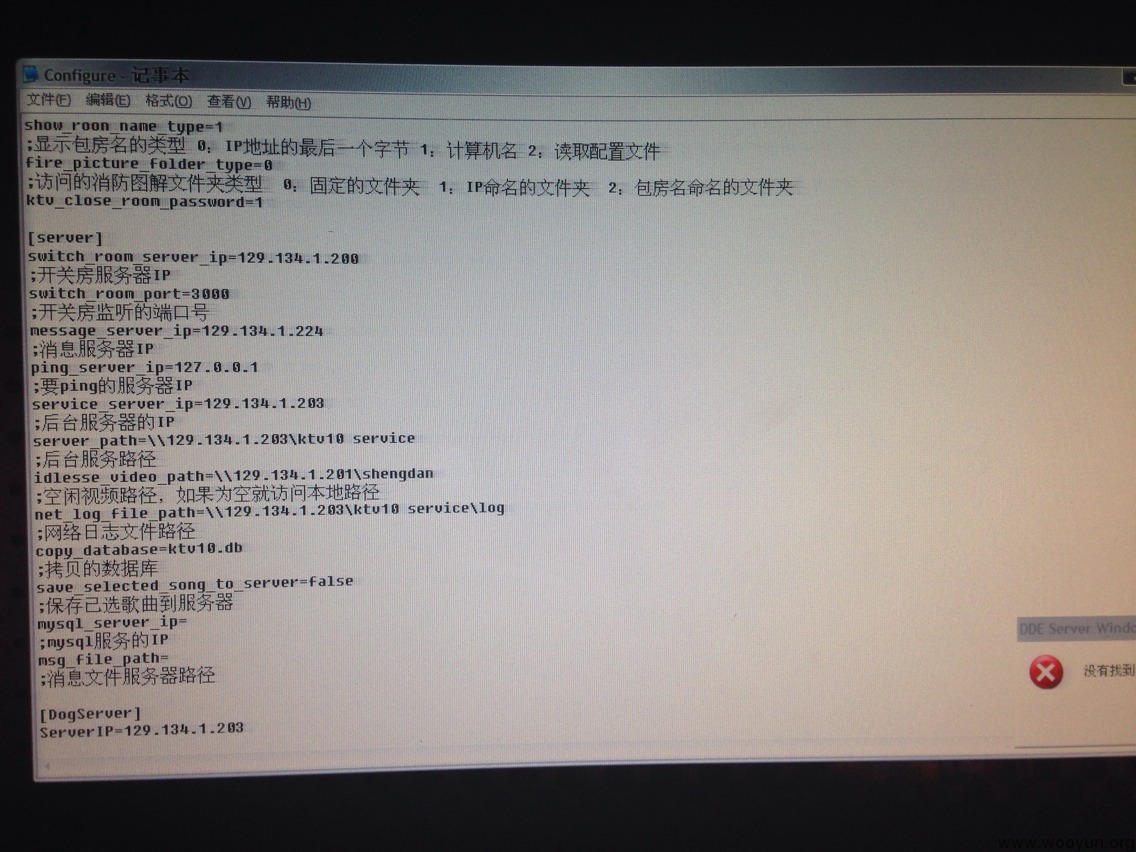 Configure - 记事本
文件(F) 编辑(E) 格式(O) 查看(V) 帮助(H)
show_roon_name_type=1
;显示包房名的类型 0; IP地址的最后一个字节 1; 计算机名 2; 读取配置文件
fire_picture_folder_type=0
;访问的消防图解文件夹类型 0; 固定的文件夹 1; IP命名的文件夹 2; 包房名命名的文件夹
ktv_close_room_password=1
[server]
switch_room_server_ip=129.134.1.200
;开关房服务器IP
switch_room_port=3000
;开关房监听的端口号
message_server_ip=129.134.1.224
;消息服务器IP
ping_server_ip=127.0.0.1
;要ping的服务器IP
service_server_ip=129.134.1.203
;后台服务器的IP
server_path=\\129.134.1.203\ktv10 service
;后台服务路径
idlesse_video_path=\\129.134.1.201\shengdan
;空闲视频路径, 如果为空就访问本地路径
net_log_file_path=\\129.134.1.203\ktv10 service\log
;网络日志文件路径
copy_database=ktv10.db
;拷贝的数据库
save_selected_song_to_server=false
;保存已选歌曲到服务器
mysql_server_ip=
;mysql服务的IP
msg_file_path=
;消息文件服务器路径
[DogServer]
ServerIP=129.134.1.203
DDE Server Windo
没有找到
www.wooyun.org